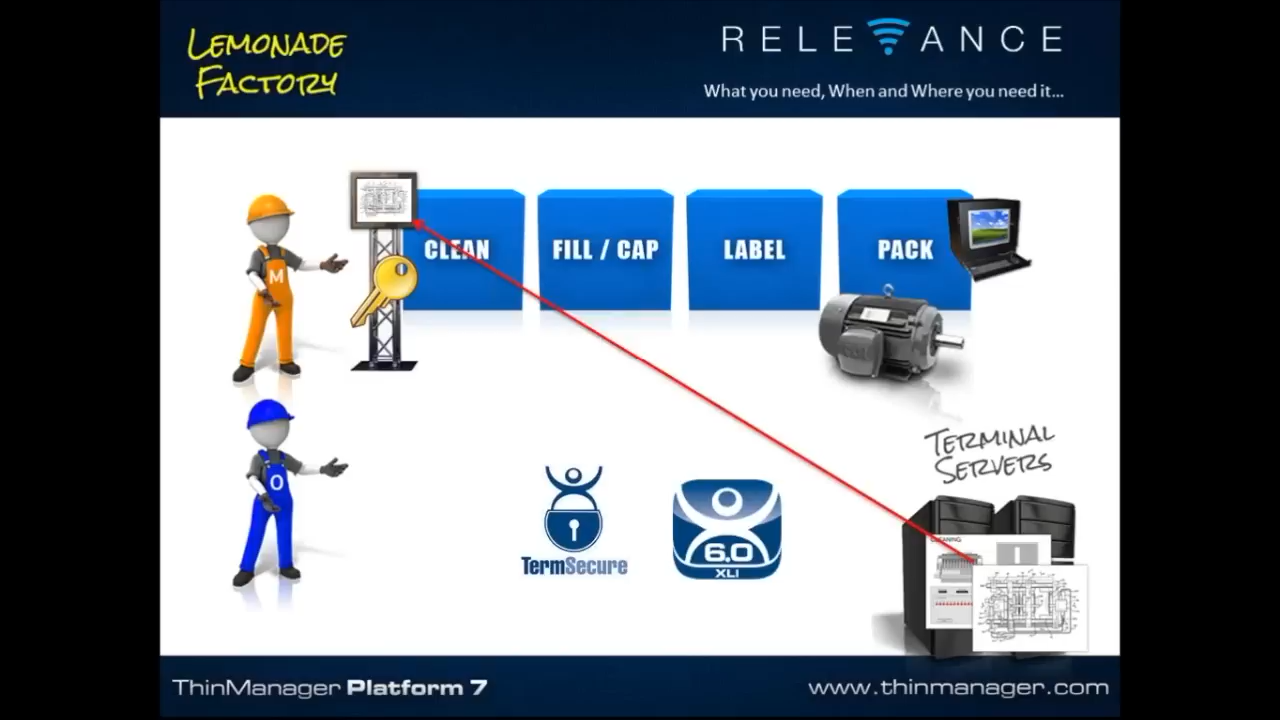 LEMONADE
FACTORY
RELEVANCE
What you need, When and Where you need it...
CLEAN
FILL / CAP
LABEL
PACK
M
O
TERMINAL
SERVERS
TermSecure
6.0
XLi
CLEANING
ThinManager Platform 7
www.thinmanager.com